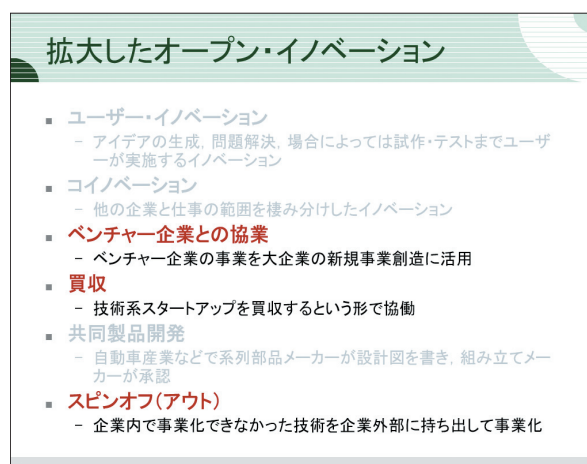 拡大したオープン・イノベーション
■ ユーザー・イノベーション
－ アイデアの生成，問題解決，場合によっては試作・テストまでユーザ
ーが実施するイノベーション
■ コイノベーション
－ 他の企業と仕事の範囲を棲み分けしたイノベーション
■ ベンチャー企業との協業
－ ベンチャー企業の事業を大企業の新規事業創造に活用
■ 買収
－ 技術系スタートアップを買収するという形で協働
■ 共同製品開発
－ 自動車産業などで系列部品メーカーが設計図を書き，組み立てメー
カーが承認
■ スピンオフ（アウト）
－ 企業内で事業化できなかった技術を企業外部に持ち出して事業化